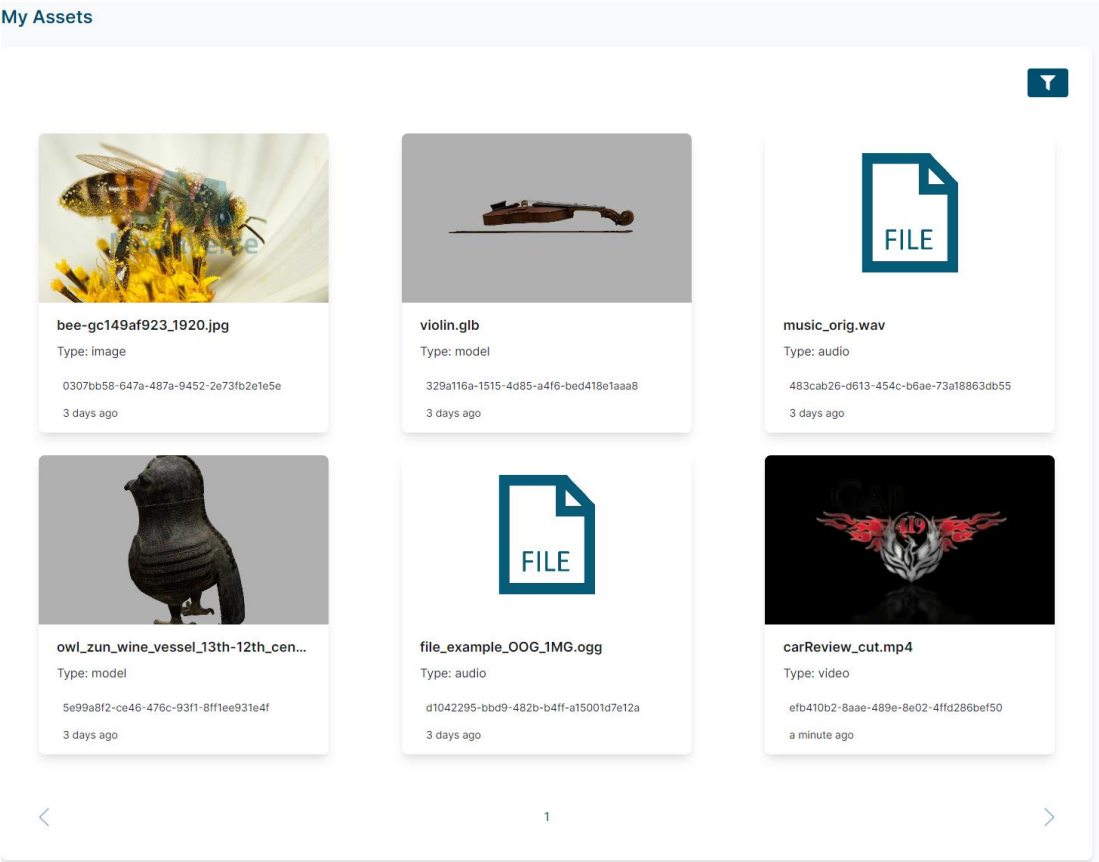 My Assets
bee-gc149af923_1920.jpg
Type: image
0307bb58-647a-487a-9452-2e73fb2e1e5e
3 days ago
violin.glb
Type: model
329a116a-1515-4d85-a4f6-bed418e1aaa8
3 days ago
FILE
music_orig.wav
Type: audio
483cab26-d613-454c-b6ae-73a18863db55
3 days ago
owl_zun_wine_vessel_13th-12th_cen...
Type: model
5e99a8f2-ce46-476c-93f1-8ff1ee931e4f
3 days ago
FILE
file_example_OOG_1MG.ogg
Type: audio
d1042295-bbd9-482b-b4ff-a15001d7e12a
3 days ago
419
carReview_cut.mp4
Type: video
efb410b2-8aae-489e-8e02-4ffd286bef50
a minute ago
1